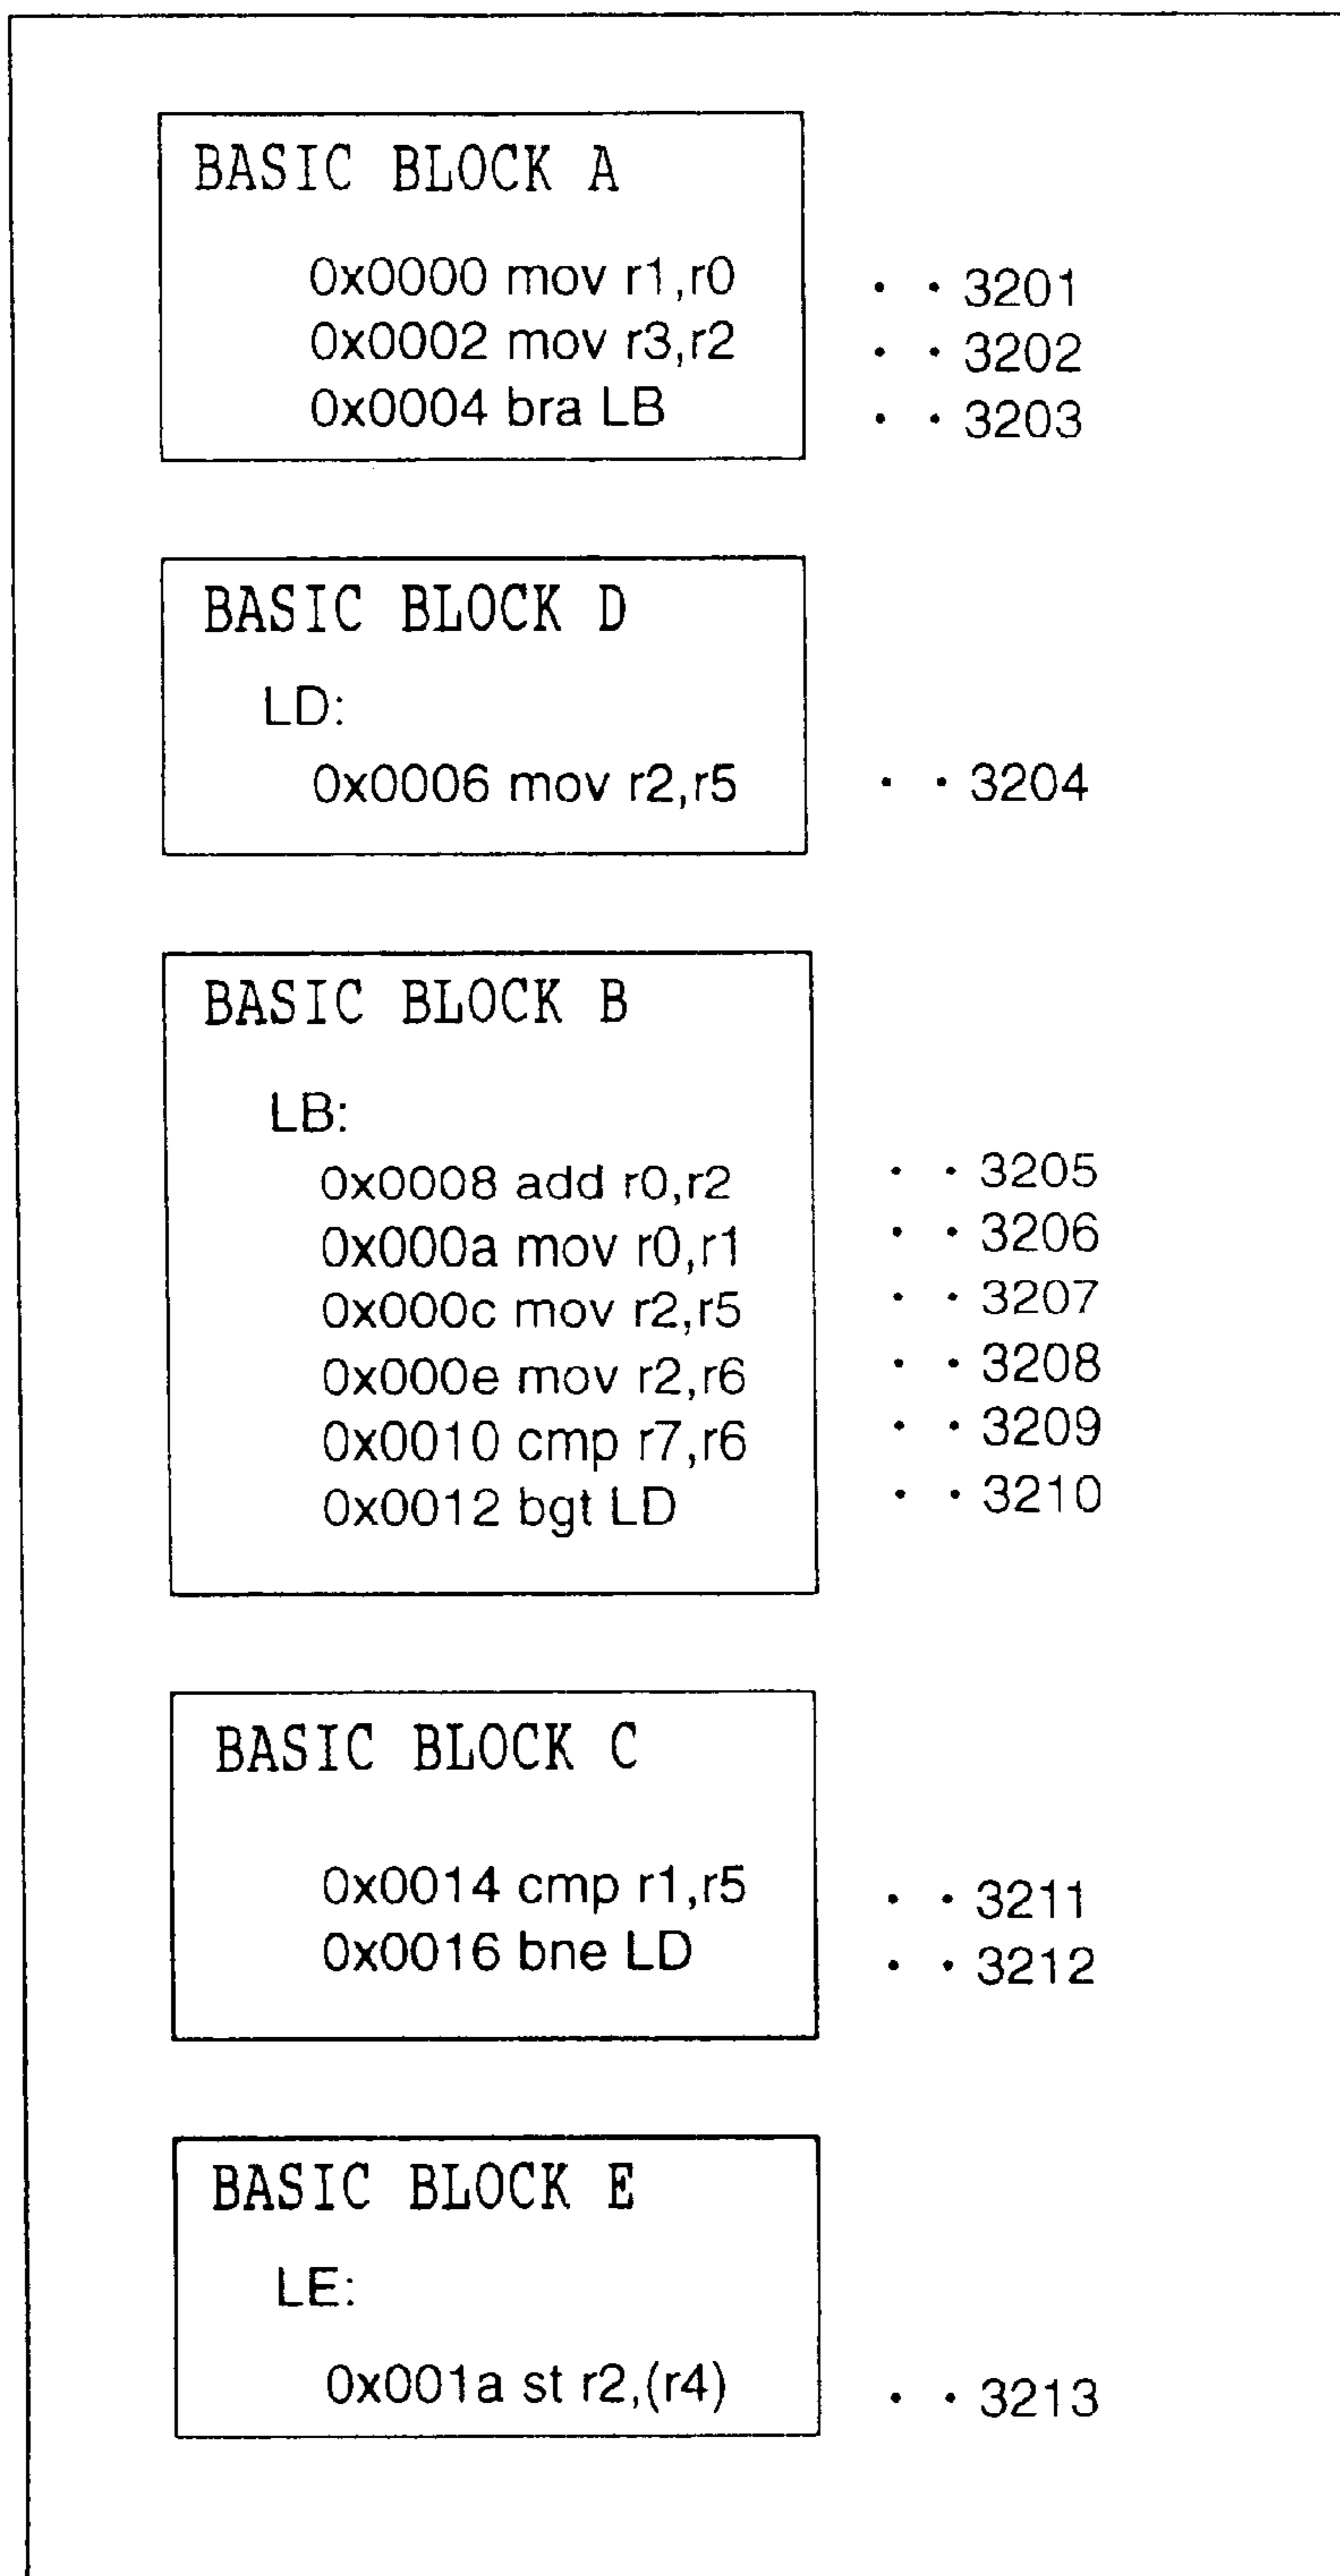 BASIC BLOCK A
0x0000 mov r1,r0 · · 3201
0x0002 mov r3,r2 · · 3202
0x0004 bra LB · · 3203
BASIC BLOCK D
LD:
0x0006 mov r2,r5 · · 3204
BASIC BLOCK B
LB:
0x0008 add r0,r2 · · 3205
0x000a mov r0,r1 · · 3206
0x000c mov r2,r5 · · 3207
0x000e mov r2,r6 · · 3208
0x0010 cmp r7,r6 · · 3209
0x0012 bgt LD · · 3210
BASIC BLOCK C
0x0014 cmp r1,r5 · · 3211
0x0016 bne LD · · 3212
BASIC BLOCK E
LE:
0x001a st r2,(r4) · · 3213